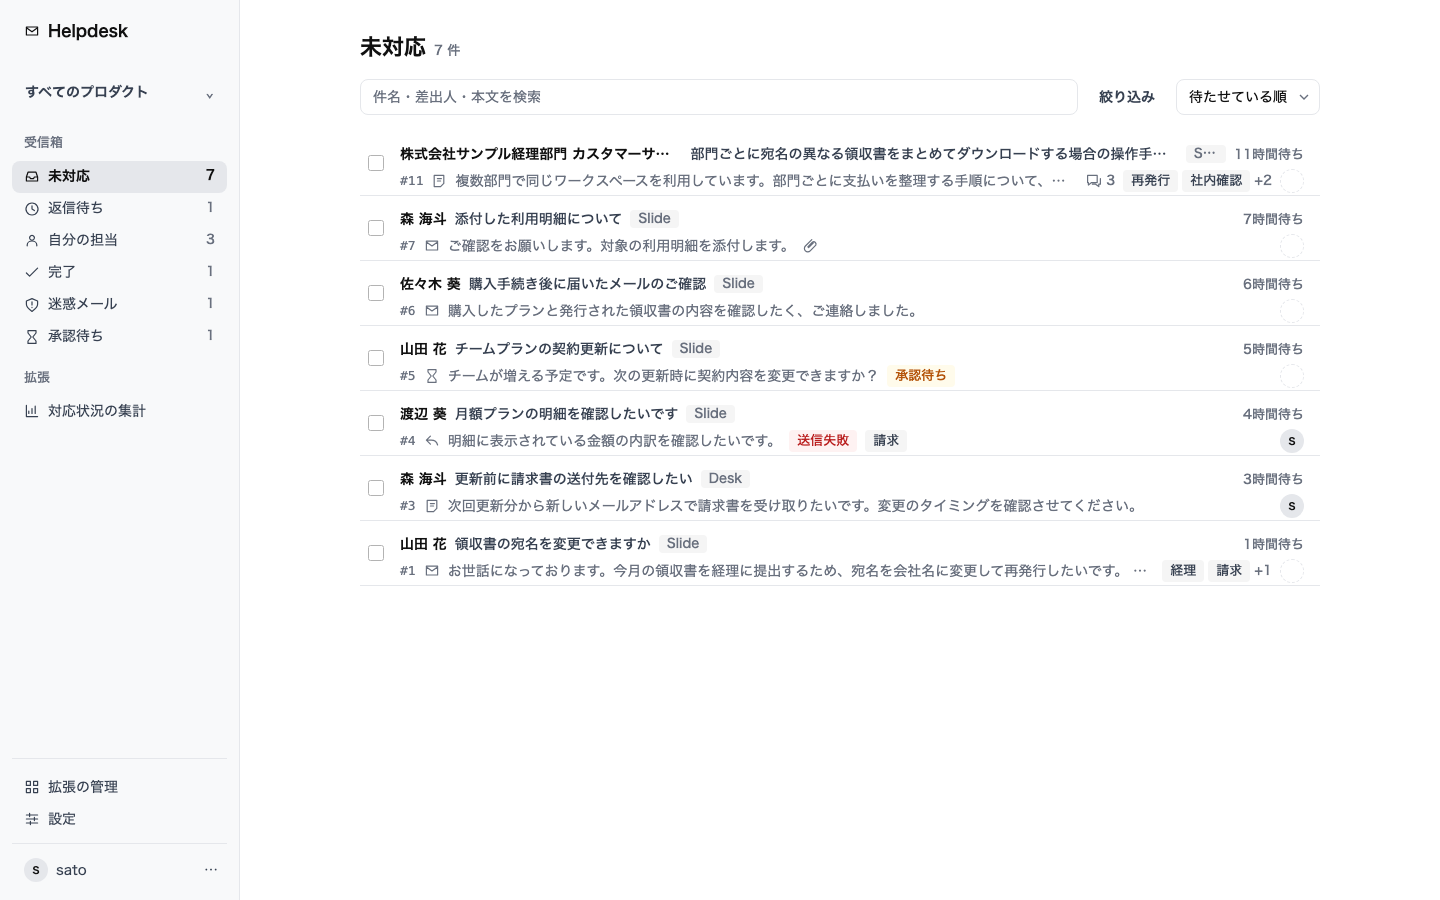 Helpdesk
すべてのプロダクト
受信箱
未対応 7
返信待ち 1
自分の担当 3
完了 1
迷惑メール 1
承認待ち 1
拡張
対応状況の集計
拡張の管理
設定
S sato …
未対応 7 件
件名・差出人・本文を検索 絞り込み 待たせている順
株式会社サンプル経理部門 カスタマーサ… 部門ごとに宛名の異なる領収書をまとめてダウンロードする場合の操作手… S… 11時間待ち
#11 複数部門で同じワークスペースを利用しています。部門ごとに支払いを整理する手順について、… 3 再発行 社内確認 +2
森 海斗 添付した利用明細について Slide 7時間待ち
#7 ご確認をお願いします。対象の利用明細を添付します。
佐々木 葵 購入手続き後に届いたメールのご確認 Slide 6時間待ち
#6 購入したプランと発行された領収書の内容を確認したく、ご連絡しました。
山田 花 チームプランの契約更新について Slide 5時間待ち
#5 チームが増える予定です。次の更新時に契約内容を変更できますか？ 承認待ち
渡辺 葵 月額プランの明細を確認したいです Slide 4時間待ち
#4 明細に表示されている金額の内訳を確認したいです。 送信失敗 請求 S
森 海斗 更新前に請求書の送付先を確認したい Desk 3時間待ち
#3 次回更新分から新しいメールアドレスで請求書を受け取りたいです。変更のタイミングを確認させてください。 S
山田 花 領収書の宛名を変更できますか Slide 1時間待ち
#1 お世話になっております。今月の領収書を経理に提出するため、宛名を会社名に変更して再発行したいです。 … 経理 請求 +1